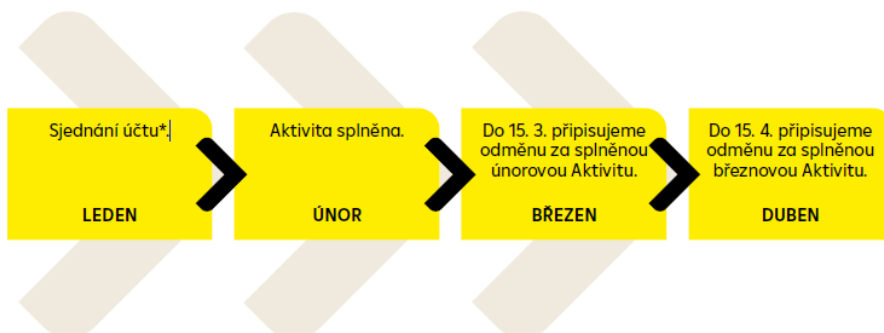 Sjednání účtu*.
LEDEN
Aktivita splněna.
ÚNOR
Do 15. 3. připisujeme
odměnu za splněnou
únorovou Aktivitu.
BŘEZEN
Do 15. 4. připisujeme
odměnu za splněnou
březnovou Aktivitu.
DUBEN